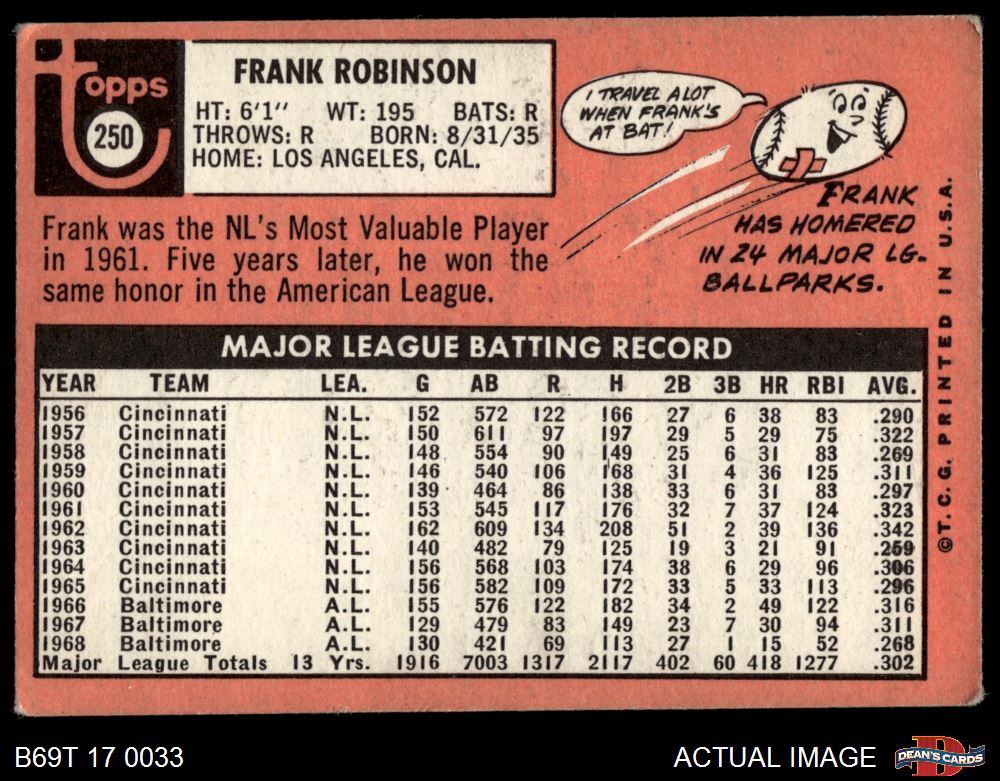 topps
250
FRANK ROBINSON
HT: 6'1" WT: 195 BATS: R
THROWS: R BORN: 8/31/35
HOME: LOS ANGELES, CAL.
I TRAVEL A LOT
WHEN FRANK'S
AT BAT!
FRANK
HAS HOMERED
IN 24 MAJOR LG.
BALLPARKS.
Frank was the NL's Most Valuable Player
in 1961. Five years later, he won the
same honor in the American League.
MAJOR LEAGUE BATTING RECORD
YEAR TEAM LEA. G AB R H 2B 3B HR RBI AVG.
1956 Cincinnati N.L. 152 572 122 166 27 6 38 83 .290
1957 Cincinnati N.L. 150 611 97 197 29 5 29 75 .322
1958 Cincinnati N.L. 148 554 90 149 25 6 31 83 .269
1959 Cincinnati N.L. 146 540 106 168 31 4 36 125 .311
1960 Cincinnati N.L. 139 464 86 138 33 6 31 83 .297
1961 Cincinnati N.L. 153 545 117 176 32 7 37 124 .323
1962 Cincinnati N.L. 162 609 134 208 51 2 39 136 .342
1963 Cincinnati N.L. 140 482 79 125 19 3 21 91 .259
1964 Cincinnati N.L. 156 568 103 174 38 6 29 96 .306
1965 Cincinnati N.L. 156 582 109 172 33 5 33 113 .296
1966 Baltimore A.L. 155 576 122 182 34 2 49 122 .316
1967 Baltimore A.L. 129 479 83 149 23 7 30 94 .311
1968 Baltimore A.L. 130 421 69 113 27 1 15 52 .268
Major League Totals 13 Yrs. 1916 7003 1317 2117 402 60 418 1277 .302
©T.C.G. PRINTED IN U.S.A.
B69T 17 0033
ACTUAL IMAGE
D
DEAN'S CARDS